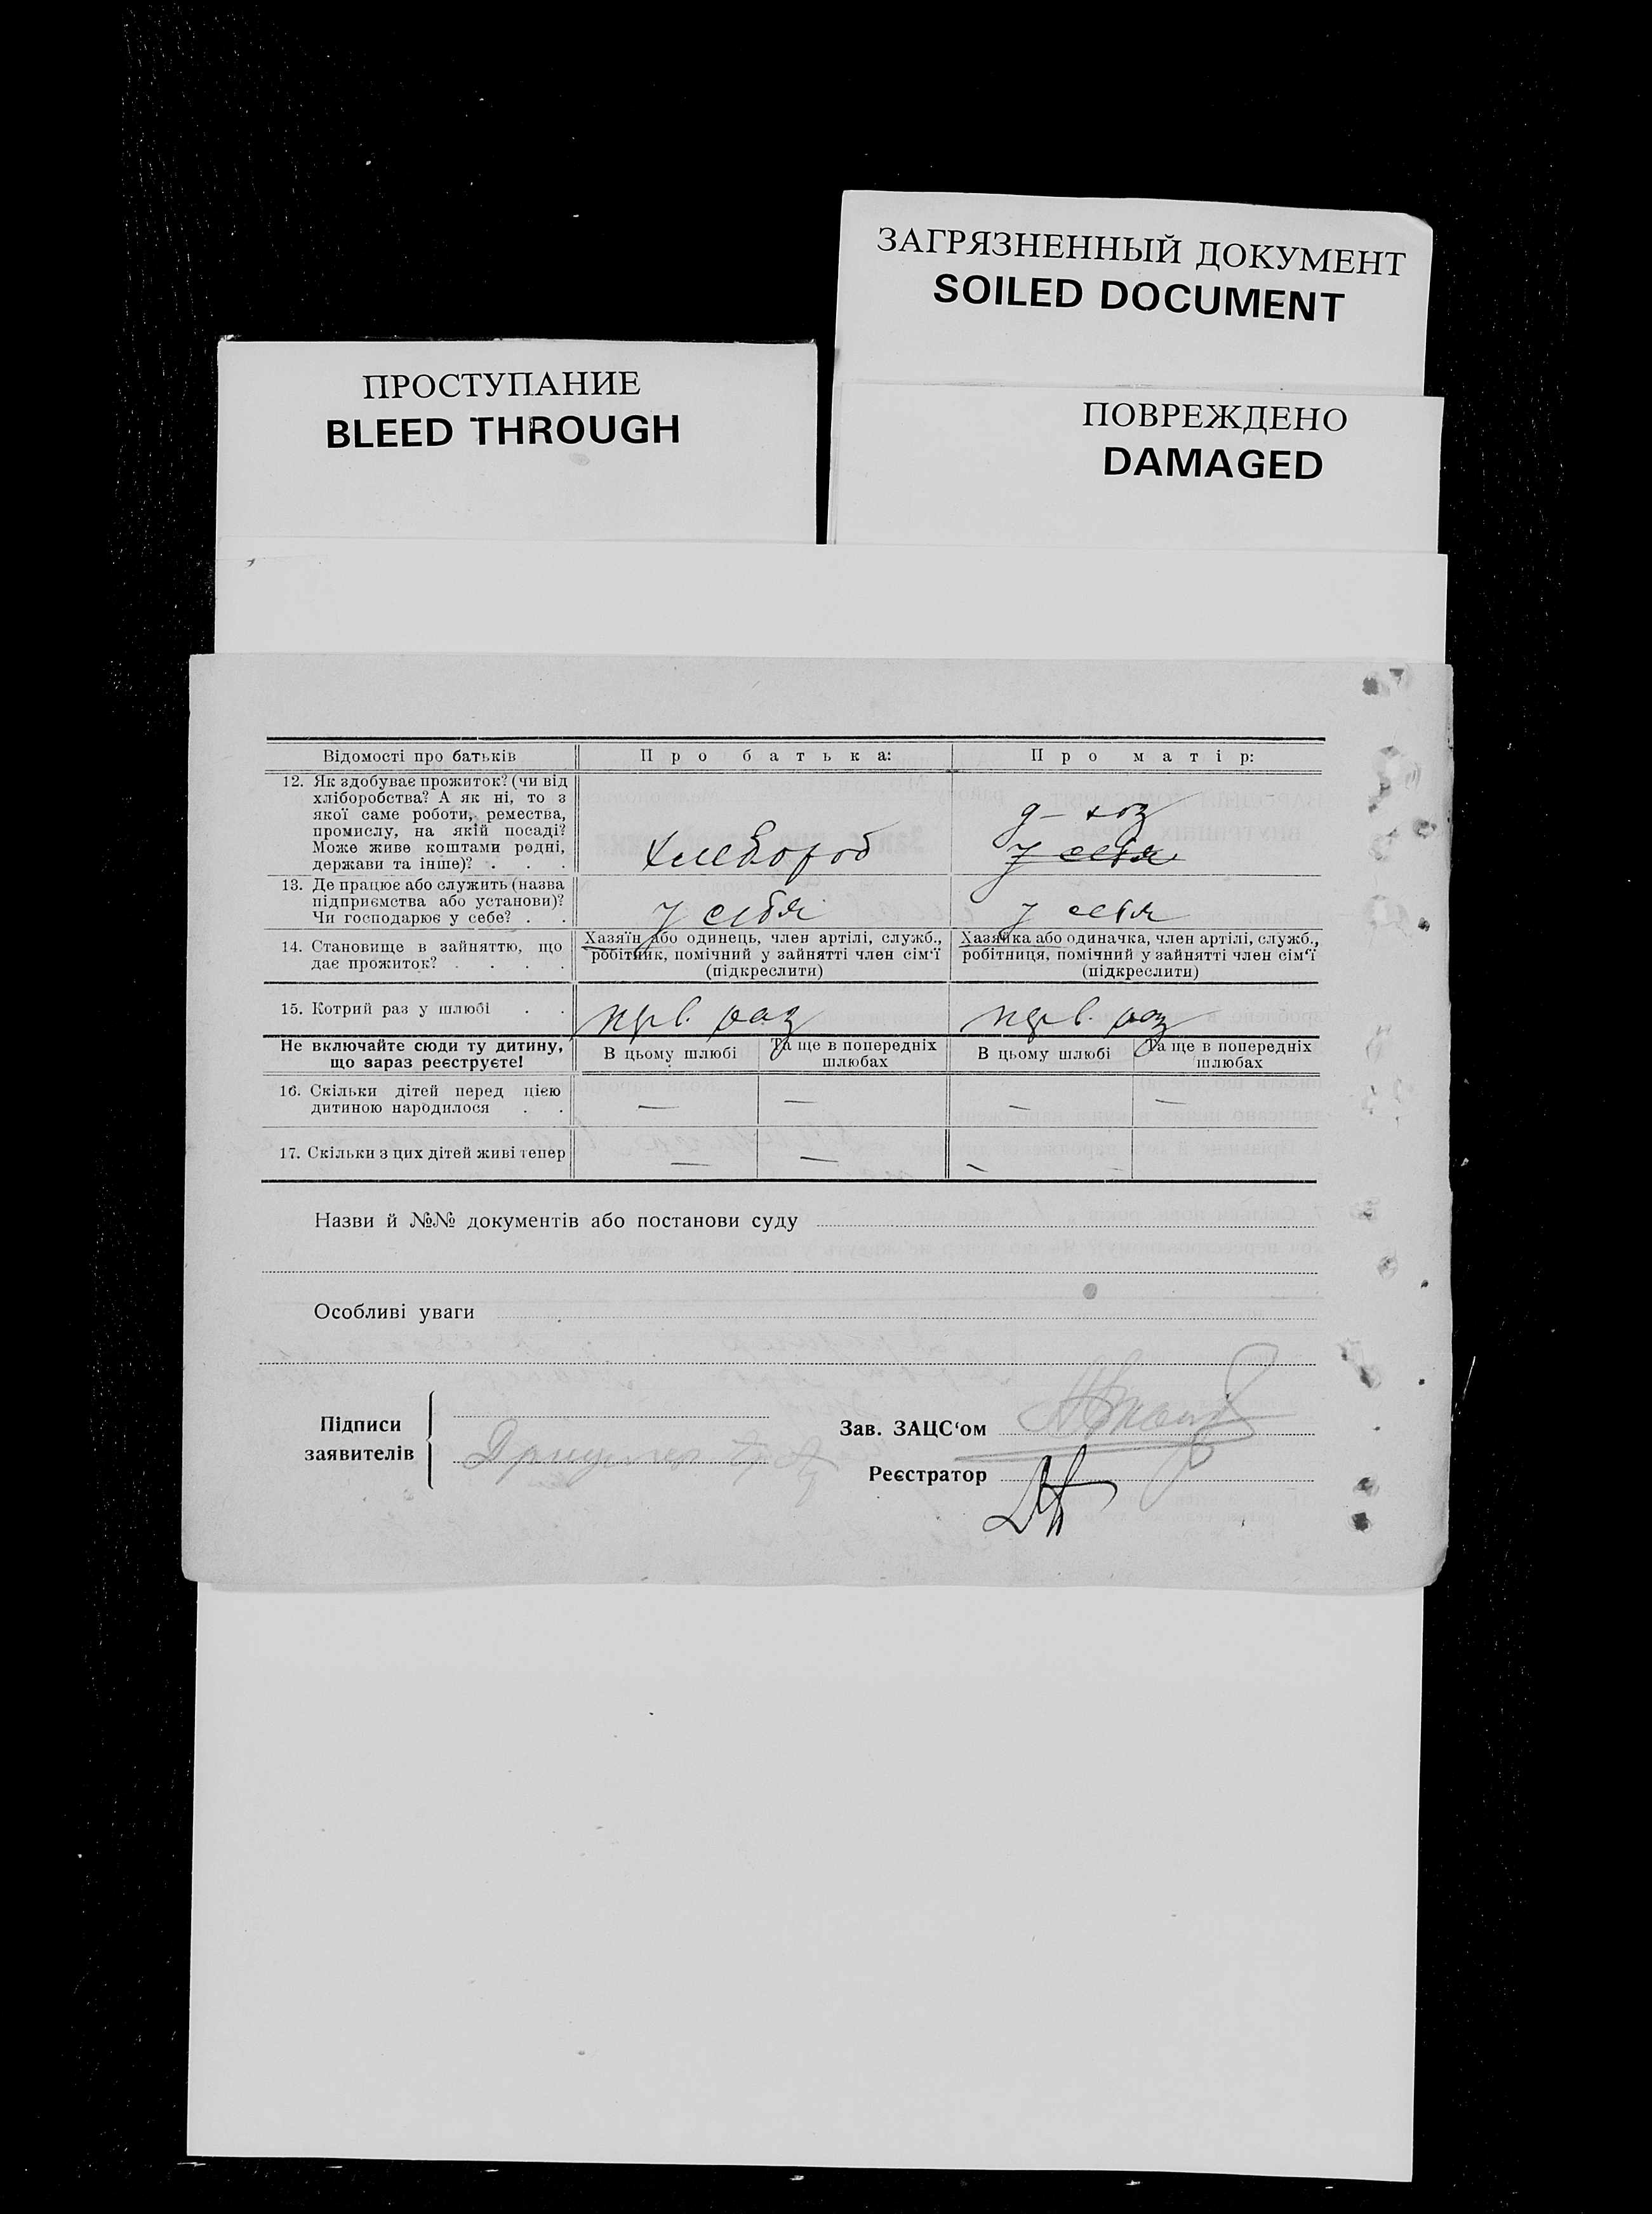 ЗАГРЯЗНЕННЫЙ ДОКУМЕНТ
SOILED DOCUMENT
ПРОСТУПАНИЕ
BLEED THROUGH
ПОВРЕЖДЕНО
DAMAGED
Відомості про батьків
Про батька:
Про матір:
12. Як здобуває прожиток? (чи від
хліборобства? А як ні, то з
якої саме роботи, ремества,
промислу, на якій посаді?
Може живе коштами родні,
держави та інше)? . . .
Хлебороб
д-хоз
у себя
13. Де працює або служить (назва
підприємства або установи)?
Чи господарює у себе? . .
у себя
у себя
14. Становище в зайняттю, що
дає прожиток? . . . .
Хазяїн або одинець, член артілі, служб.,
робітник, помічний у зайнятті член сім'ї
(підкреслити)
Хазяйка або одиначка, член артілі, служб.,
робітниця, помічний у зайнятті член сім'ї
(підкреслити)
15. Котрий раз у шлюбі . .
перв. раз
перв. раз
Не включайте сюди ту дитину,
що зараз реєструєте!
В цьому шлюбі
Та ще в попередніх
шлюбах
В цьому шлюбі
Та ще в попередніх
шлюбах
16. Скільки дітей перед цією
дитиною народилося . .
— — — —
17. Скільки з цих дітей живі тепер
— — —
Назви й №№ документів або постанови суду
Особливі уваги
Підписи
заявителів
Зав. ЗАЦС'ом
Реєстратор